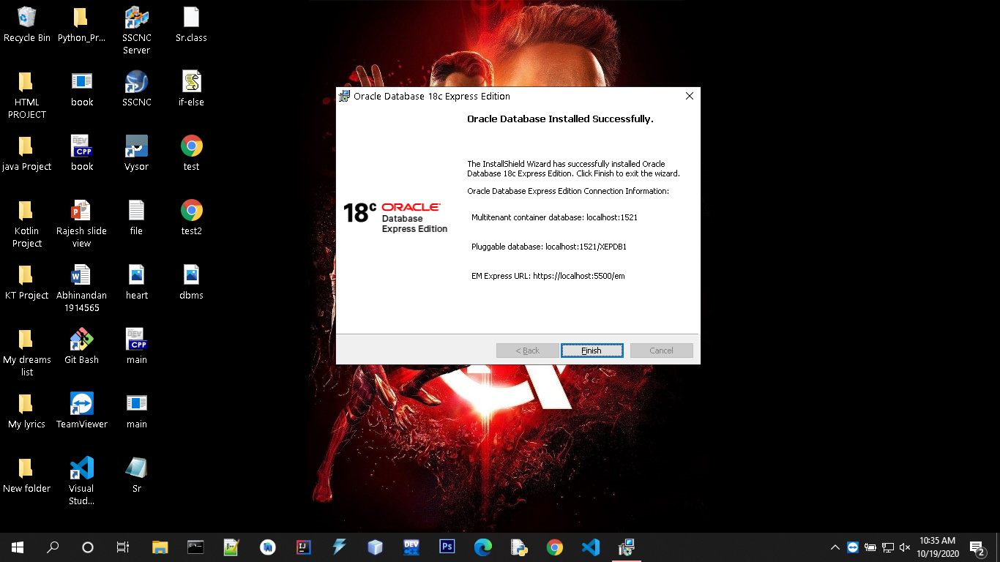 Recycle Bin
Python_Pr...
SSCNC
Server
Sr.class
HTML
PROJECT
book
SSCNC
if-else
java Project
DEV
CPP
book
Vysor
test
Kotlin
Project
Rajesh slide
view
file
test2
KT Project
Abhinandan
1914565
heart
dbms
My dreams
list
Git Bash
DEV
CPP
main
My lyrics
TeamViewer
main
New folder
Visual
Stud...
Sr
Oracle Database 18c Express Edition
Oracle Database Installed Successfully.
The InstallShield Wizard has successfully installed Oracle
Database 18c Express Edition. Click Finish to exit the wizard.
Oracle Database Express Edition Connection Information:
Multitenant container database: localhost:1521
Pluggable database: localhost:1521/XEPDB1
EM Express URL: https://localhost:5500/em
18c ORACLE
Database
Express Edition
< Back
Finish
Cancel
IJ
DEV
Ps
10:35 AM
10/19/2020
2